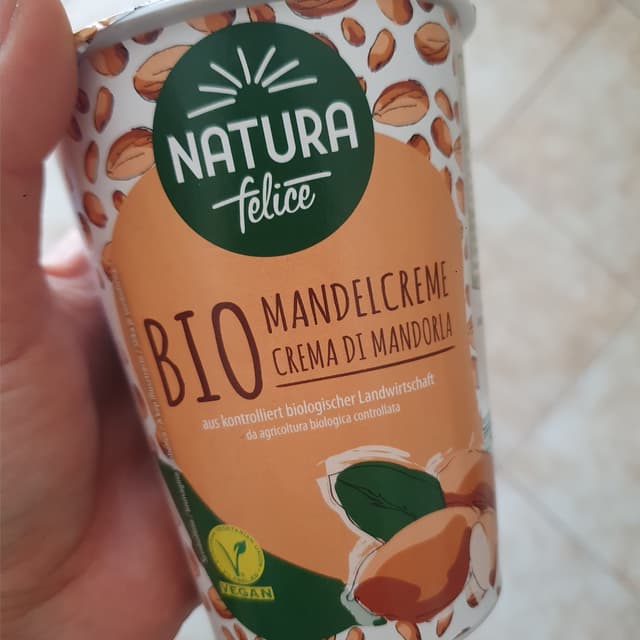 NATURA
felice
BIO
MANDELCREME
CREMA DI MANDORLA
aus kontrolliert biologischer Landwirtschaft
da agricoltura biologica controllata
V
VEGAN